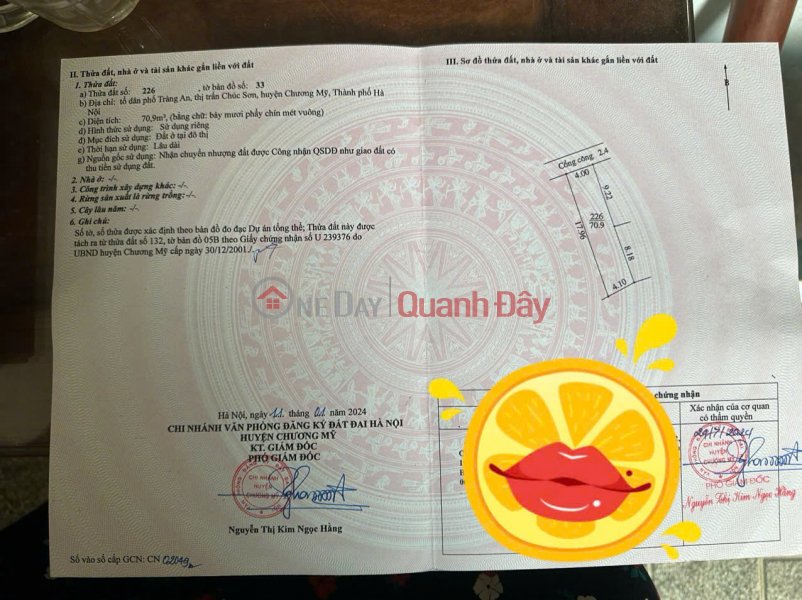 II. Thửa đất, nhà ở và tài sản khác gắn liền với đất
1. Thửa đất:
a) Thửa đất số: 226 , tờ bản đồ số: 33
b) Địa chỉ: tổ dân phố Tràng An, thị trấn Chúc Sơn, huyện Chương Mỹ, Thành phố Hà
Nội
c) Diện tích: 70,9m², (bằng chữ: bảy mươi phẩy chín mét vuông)
d) Hình thức sử dụng: Sử dụng riêng
đ) Mục đích sử dụng: Đất ở tại đô thị
e) Thời hạn sử dụng: Lâu dài
g) Nguồn gốc sử dụng: Nhận chuyển nhượng đất được Công nhận QSDĐ như giao đất có
thu tiền sử dụng đất.
2. Nhà ở: -/-.
3. Công trình xây dựng khác: -/-.
4. Rừng sản xuất là rừng trồng: -/-.
5. Cây lâu năm: -/-.
6. Ghi chú:
Số tờ, số thửa được xác định theo bản đồ đo đạc Dự án tổng thể; Thửa đất này được
tách ra từ thửa đất số 132, tờ bản đồ 05B theo Giấy chứng nhận số U 239376 do
UBND huyện Chương Mỹ cấp ngày 30/12/2001./.
III. Sơ đồ thửa đất, nhà ở và tài sản khác gắn liền với đất
B
Cổng công 2.4
4.00
9.22
226
70.9
17.96
8.18
4.10
ONEDAY Quanh Đây
Hà Nội, ngày 11 tháng 01 năm 2024
CHI NHÁNH VĂN PHÒNG ĐĂNG KÝ ĐẤT ĐAI HÀ NỘI
HUYỆN CHƯƠNG MỸ
KT. GIÁM ĐỐC
PHÓ GIÁM ĐỐC
CHI NHÁNH
HUYỆN
CHƯƠNG MỸ
Nguyễn Thị Kim Ngọc Hằng
Số vào sổ cấp GCN: CN
chứng nhận
Xác nhận của cơ quan
có thẩm quyền
CHI NHÁNH
HUYỆN
CHƯƠNG MỸ
PHÓ GIÁM ĐỐC
Nguyễn Thị Kim Ngọc Hằng